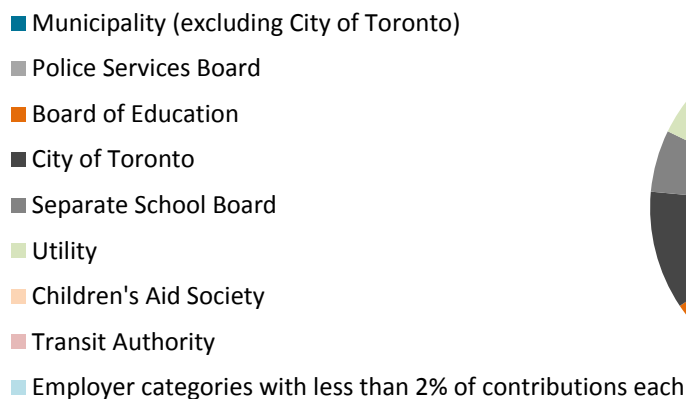 Municipality (excluding City of Toronto)
Police Services Board
Board of Education
City of Toronto
Separate School Board
Utility
Children's Aid Society
Transit Authority
Employer categories with less than 2% of contributions each